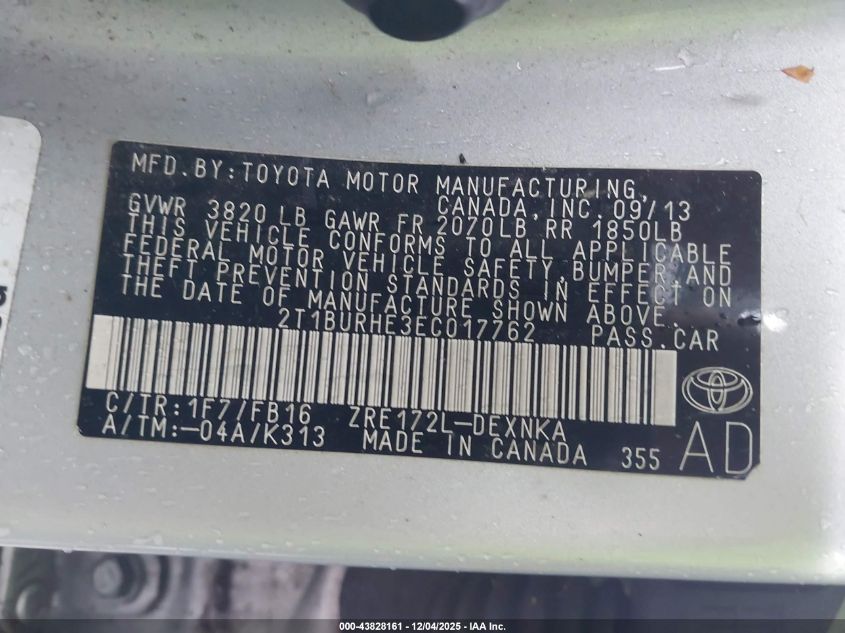 MFD.BY:TOYOTA MOTOR MANUFACTURING,
CANADA, INC. 09/13
GVWR 3820 LB GAWR FR 2070LB RR 1850LB
THIS VEHICLE CONFORMS TO ALL APPLICABLE
FEDERAL MOTOR VEHICLE SAFETY, BUMPER AND
THEFT PREVENTION STANDARDS IN EFFECT ON
THE DATE OF MANUFACTURE SHOWN ABOVE.
2T1BURHE3EC017762 PASS.CAR
C/TR:1F7/FB16 ZRE172L-DEXNKA
A/TM:-04A/K313 MADE IN CANADA 355 AD
000-43828161 - 12/04/2025 - IAA Inc.